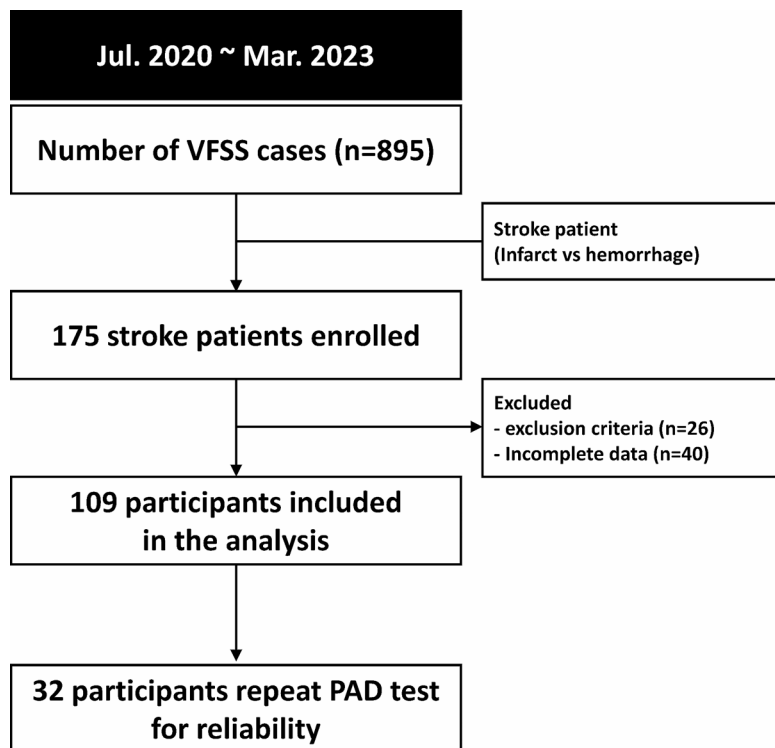 Jul. 2020 ~ Mar. 2023
Number of VFSS cases (n=895)
Stroke patient
(Infarct vs hemorrhage)
175 stroke patients enrolled
Excluded
- exclusion criteria (n=26)
- Incomplete data (n=40)
109 participants included
in the analysis
32 participants repeat PAD test
for reliability